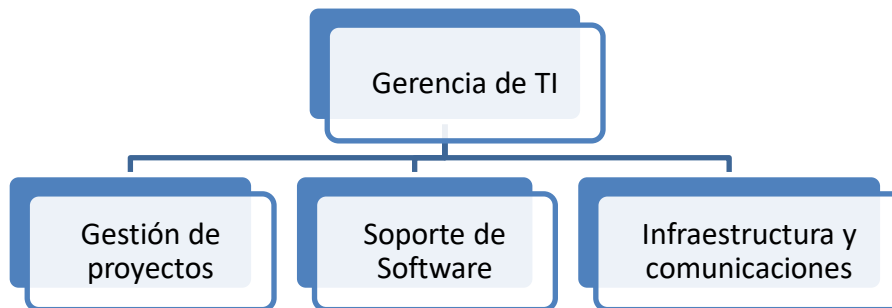 Gerencia de TI
Gestión de
proyectos
Soporte de
Software
Infraestructura y
comunicaciones